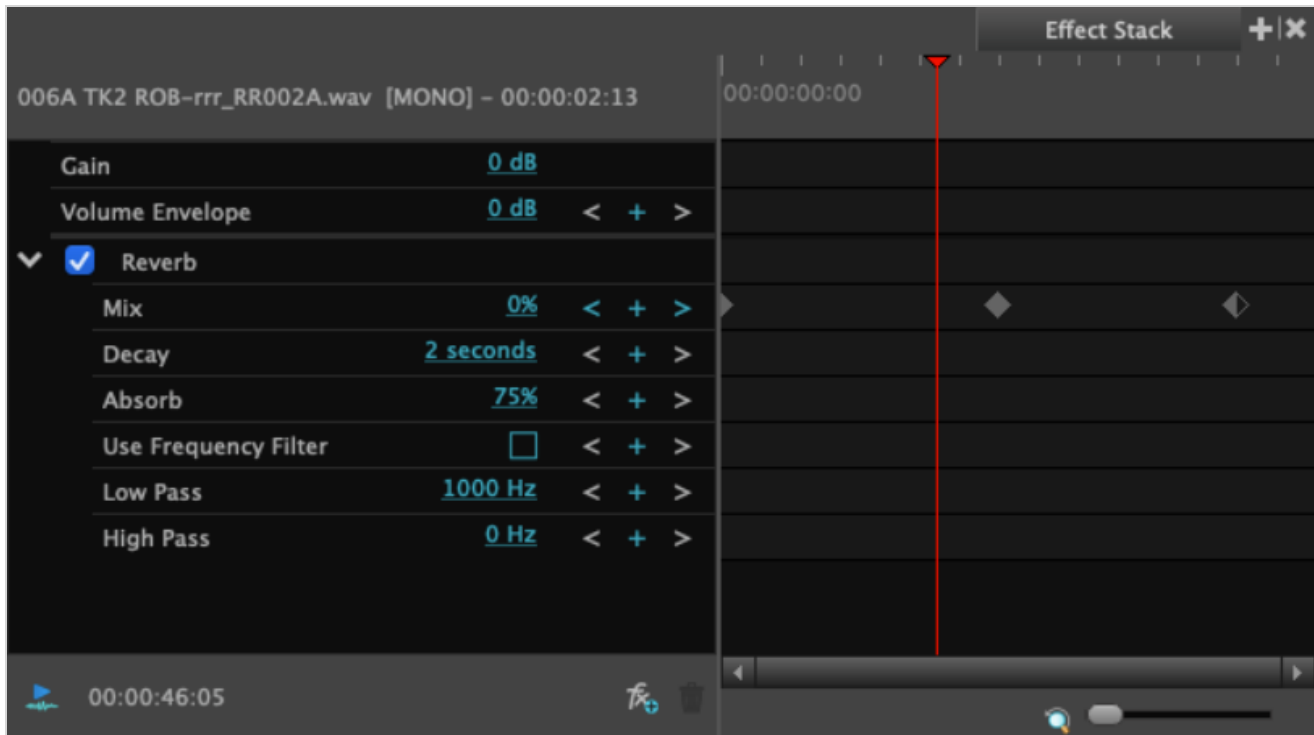 Effect Stack
006A TK2 ROB-rrr_RR002A.wav [MONO] - 00:00:02:13
00:00:00:00
Gain 0 dB
Volume Envelope 0 dB < + >
Reverb
Mix 0% < + >
Decay 2 seconds < + >
Absorb 75% < + >
Use Frequency Filter < + >
Low Pass 1000 Hz < + >
High Pass 0 Hz < + >
00:00:46:05 fx